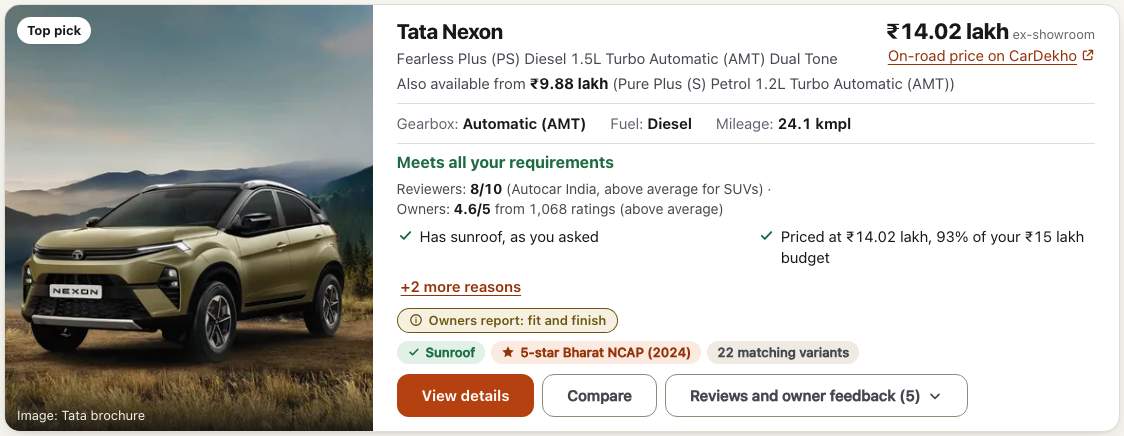 Top pick
Tata Nexon
₹14.02 lakh ex-showroom
Fearless Plus (PS) Diesel 1.5L Turbo Automatic (AMT) Dual Tone
On-road price on CarDekho
Also available from ₹9.88 lakh (Pure Plus (S) Petrol 1.2L Turbo Automatic (AMT))
Gearbox: Automatic (AMT) Fuel: Diesel Mileage: 24.1 kmpl
Meets all your requirements
Reviewers: 8/10 (Autocar India, above average for SUVs) ·
Owners: 4.6/5 from 1,068 ratings (above average)
Has sunroof, as you asked
Priced at ₹14.02 lakh, 93% of your ₹15 lakh
budget
+2 more reasons
Owners report: fit and finish
Sunroof
5-star Bharat NCAP (2024)
22 matching variants
View details
Compare
Reviews and owner feedback (5)
NEXON
Image: Tata brochure